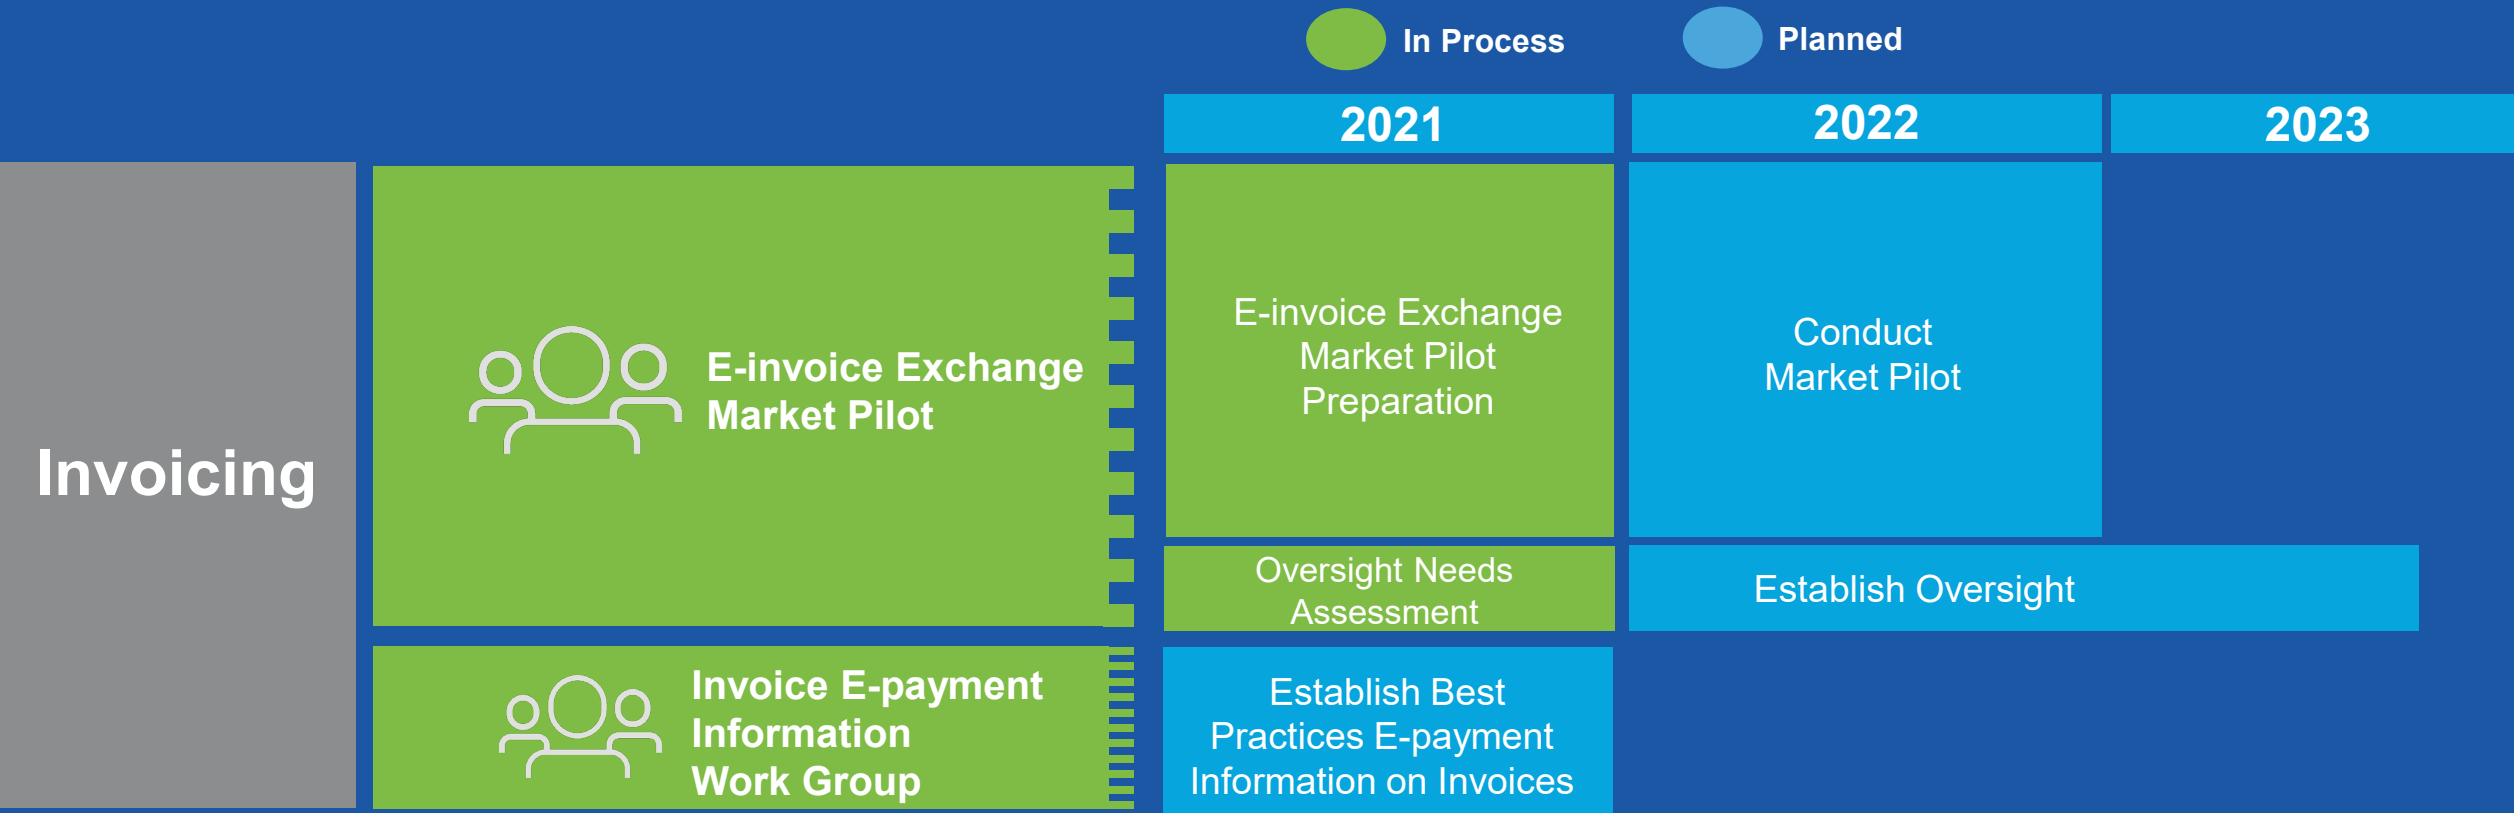 In Process
Planned
2021
2022
2023
Invoicing
E-invoice Exchange
Market Pilot
E-invoice Exchange
Market Pilot
Preparation
Conduct
Market Pilot
Oversight Needs
Assessment
Establish Oversight
Invoice E-payment
Information
Work Group
Establish Best
Practices E-payment
Information on Invoices